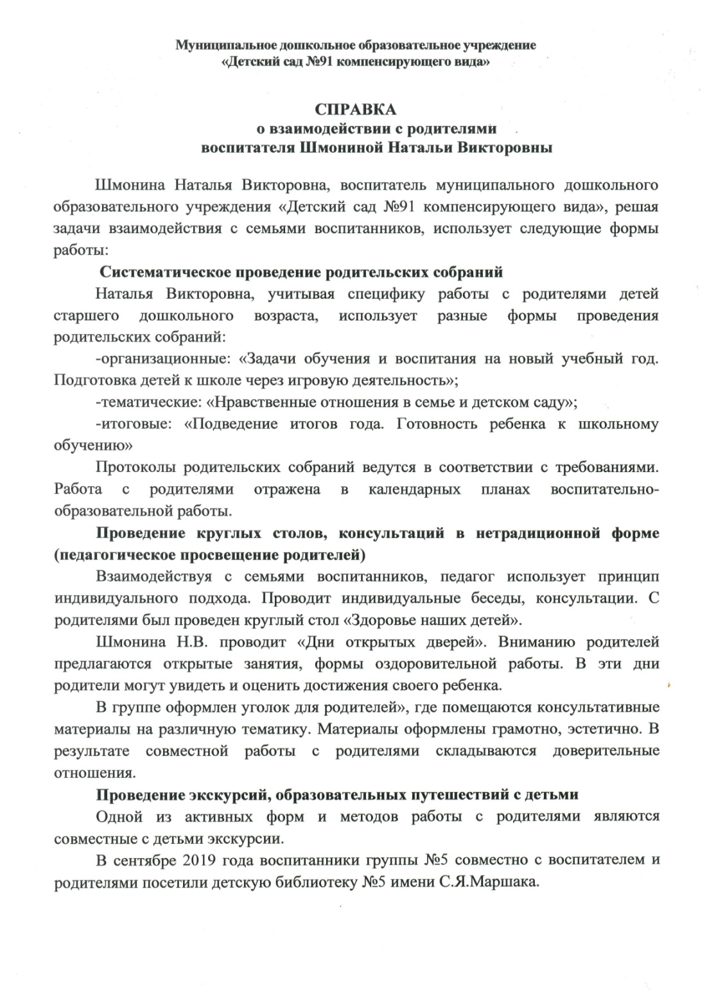 Муниципальное дошкольное образовательное учреждение
«Детский сад №91 компенсирующего вида»
СПРАВКА
о взаимодействии с родителями
воспитателя Шмониной Натальи Викторовны
Шмонина Наталья Викторовна, воспитатель муниципального дошкольного
образовательного учреждения «Детский сад №91 компенсирующего вида», решая
задачи взаимодействия с семьями воспитанников, использует следующие формы
работы:
Систематическое проведение родительских собраний
Наталья Викторовна, учитывая специфику работы с родителями детей
старшего дошкольного возраста, использует разные формы проведения
родительских собраний:
-организационные: «Задачи обучения и воспитания на новый учебный год.
Подготовка детей к школе через игровую деятельность»;
-тематические: «Нравственные отношения в семье и детском саду»;
-итоговые: «Подведение итогов года. Готовность ребенка к школьному
обучению»
Протоколы родительских собраний ведутся в соответствии с требованиями.
Работа с родителями отражена в календарных планах воспитательно-
образовательной работы.
Проведение круглых столов, консультаций в нетрадиционной форме
(педагогическое просвещение родителей)
Взаимодействуя с семьями воспитанников, педагог использует принцип
индивидуального подхода. Проводит индивидуальные беседы, консультации. С
родителями был проведен круглый стол «Здоровье наших детей».
Шмонина Н.В. проводит «Дни открытых дверей». Вниманию родителей
предлагаются открытые занятия, формы оздоровительной работы. В эти дни
родители могут увидеть и оценить достижения своего ребенка.
В группе оформлен уголок для родителей», где помещаются консультативные
материалы на различную тематику. Материалы оформлены грамотно, эстетично. В
результате совместной работы с родителями складываются доверительные
отношения.
Проведение экскурсий, образовательных путешествий с детьми
Одной из активных форм и методов работы с родителями являются
совместные с детьми экскурсии.
В сентябре 2019 года воспитанники группы №5 совместно с воспитателем и
родителями посетили детскую библиотеку №5 имени С.Я.Маршака.